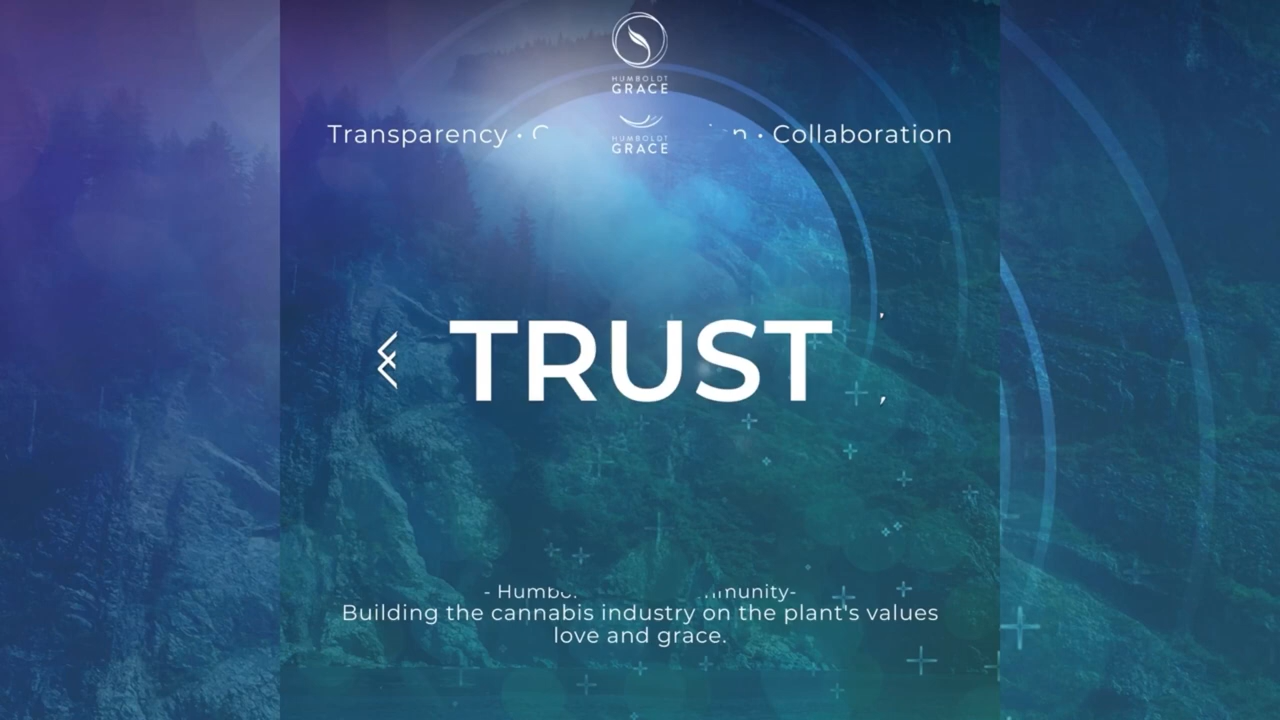 HUMBOLDT
GRACE
Transparency • • Collaboration
HUMBOLDT
GRACE
TRUST
Building the cannabis industry on the plant's values
love and grace.